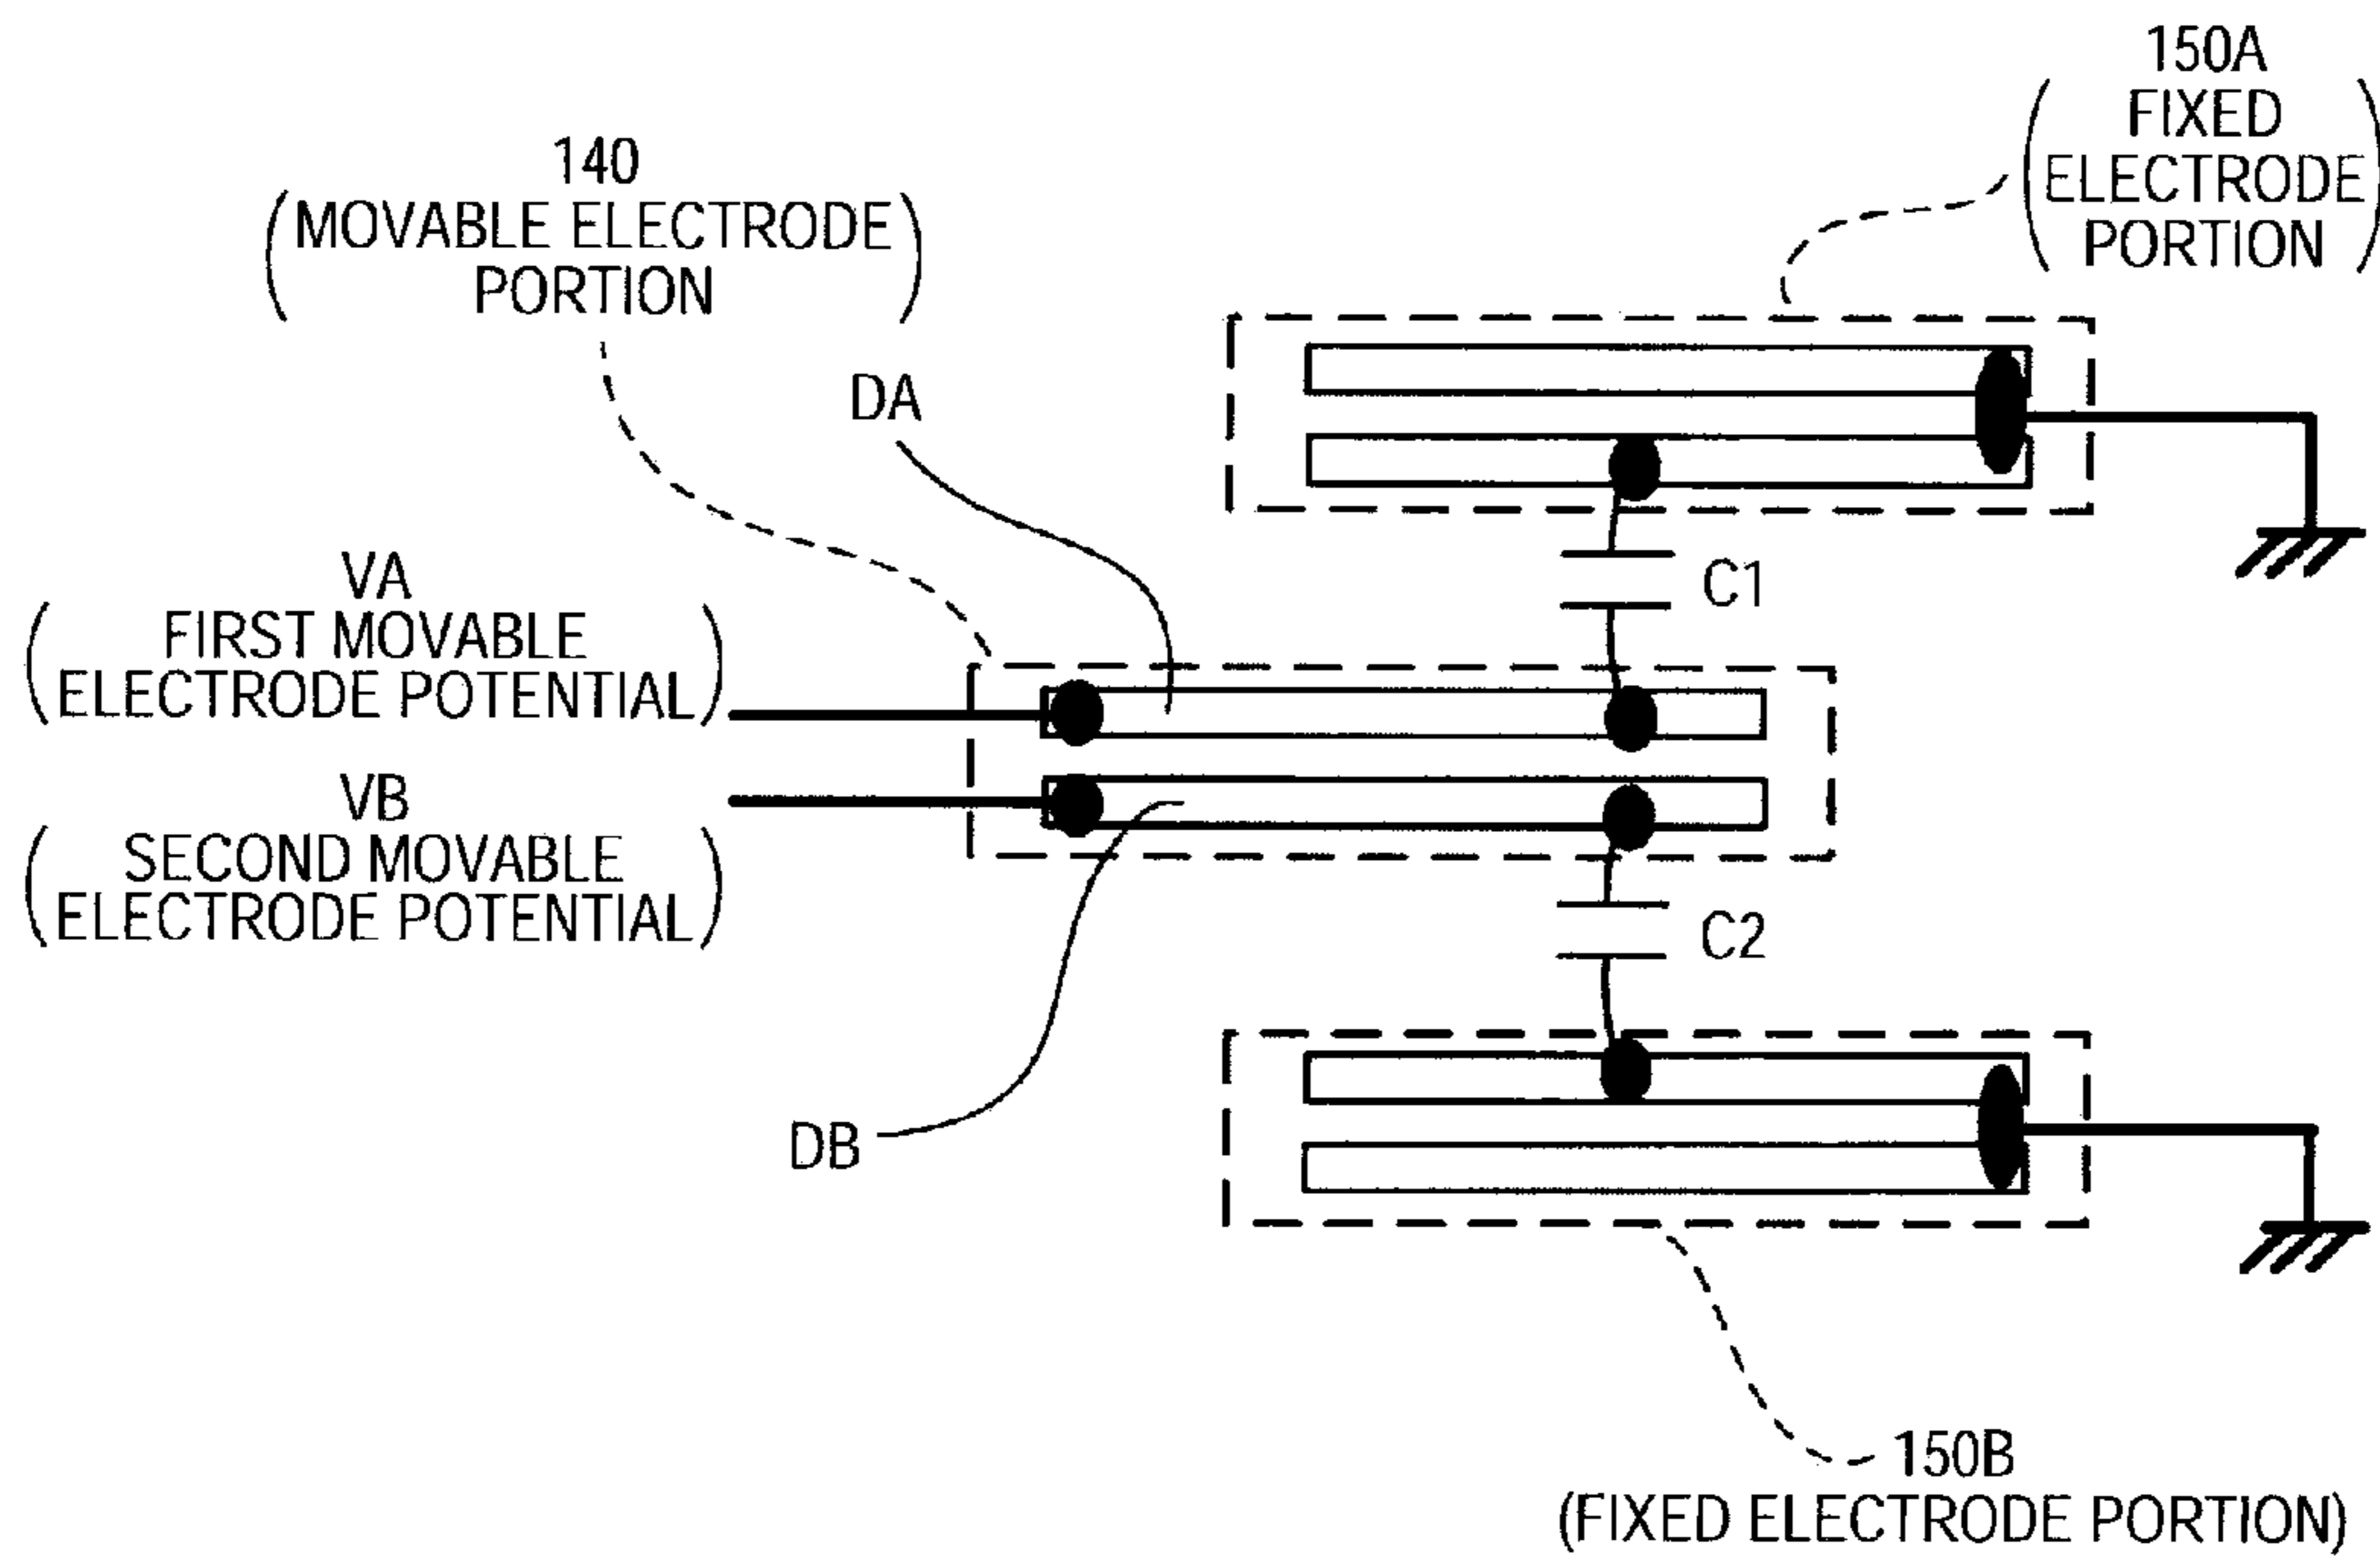 150A
(FIXED
ELECTRODE
PORTION)
140
(MOVABLE ELECTRODE
PORTION)
DA
VA
(FIRST MOVABLE
ELECTRODE POTENTIAL)
C1
VB
(SECOND MOVABLE
ELECTRODE POTENTIAL)
C2
DB
150B
(FIXED ELECTRODE PORTION)